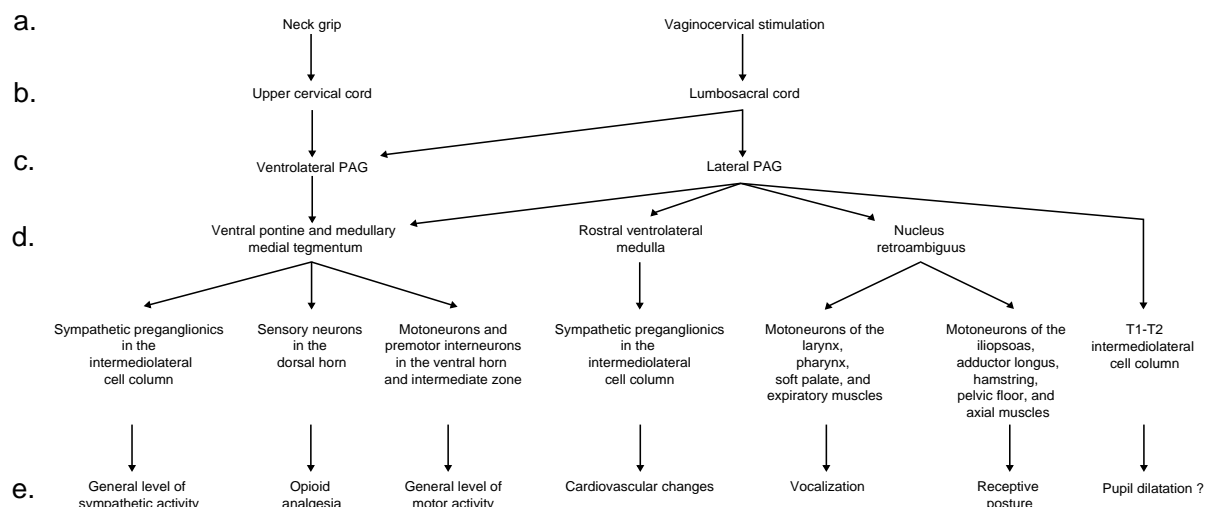 a.
Neck grip
Vaginocervical stimulation
b.
Upper cervical cord
Lumbosacral cord
c.
Ventrolateral PAG
Lateral PAG
d.
Ventral pontine and medullary
medial tegmentum
Rostral ventrolateral
medulla
Nucleus
retroambiguus
Sympathetic preganglionics
in the
intermediolateral
cell column
Sensory neurons
in the
dorsal horn
Motoneurons and
premotor interneurons
in the ventral horn
and intermediate zone
Sympathetic preganglionics
in the
intermediolateral
cell column
Motoneurons of the
larynx,
pharynx,
soft palate, and
expiratory muscles
Motoneurons of the
iliopsoas,
adductor longus,
hamstring,
pelvic floor, and
axial muscles
T1-T2
intermediolateral
cell column
e.
General level of
sympathetic activity
Opioid
analgesia
General level of
motor activity
Cardiovascular changes
Vocalization
Receptive
posture
Pupil dilatation ?